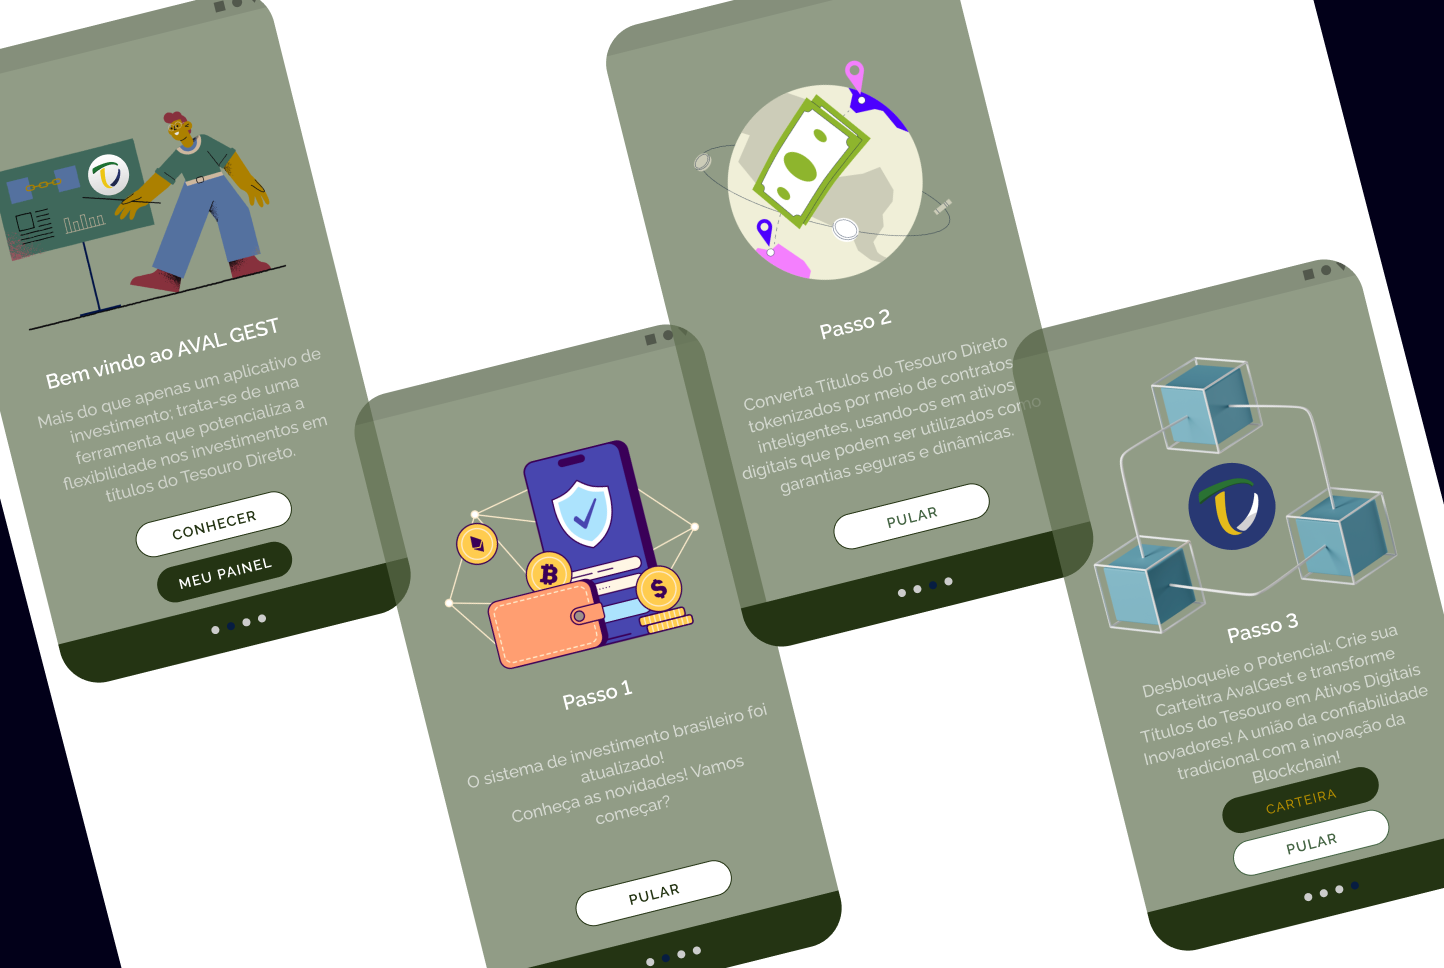 Bem vindo ao AVAL GEST
Mais do que apenas um aplicativo de
investimento; trata-se de uma
ferramenta que potencializa a
flexibilidade nos investimentos em
títulos do Tesouro Direto.
CONHECER
MEU PAINEL
Passo 1
O sistema de investimento brasileiro foi
atualizado!
Conheça as novidades! Vamos
começar?
PULAR
Passo 2
Converta Títulos do Tesouro Direto
tokenizados por meio de contratos
inteligentes, usando-os em ativos
digitais que podem ser utilizados como
garantias seguras e dinâmicas.
PULAR
Passo 3
Desbloqueie o Potencial: Crie sua
Carteitra AvalGest e transforme
Títulos do Tesouro em Ativos Digitais
Inovadores! A união da confiabilidade
tradicional com a inovação da
Blockchain!
CARTEIRA
PULAR